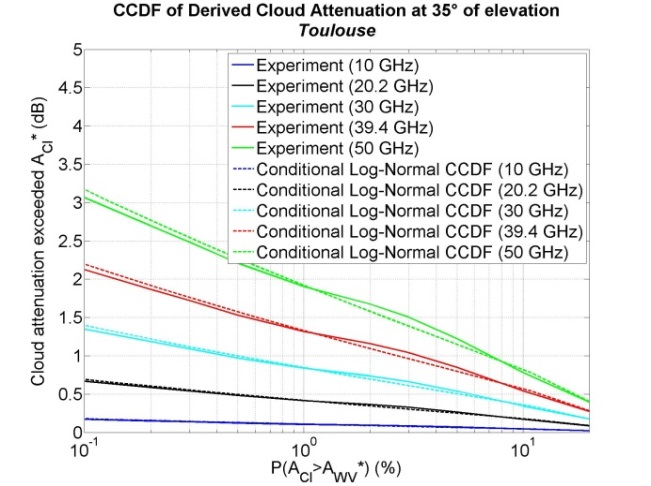 CCDF of Derived Cloud Attenuation at 35° of elevation
Toulouse
Cloud attenuation exceeded A_Cl* (dB)
5
4.5
4
3.5
3
2.5
2
1.5
1
0.5
0
Experiment (10 GHz)
Experiment (20.2 GHz)
Experiment (30 GHz)
Experiment (39.4 GHz)
Experiment (50 GHz)
Conditional Log-Normal CCDF (10 GHz)
Conditional Log-Normal CCDF (20.2 GHz)
Conditional Log-Normal CCDF (30 GHz)
Conditional Log-Normal CCDF (39.4 GHz)
Conditional Log-Normal CCDF (50 GHz)
10^-1 10^0 10^1
P(A_Cl>A_WV*) (%)